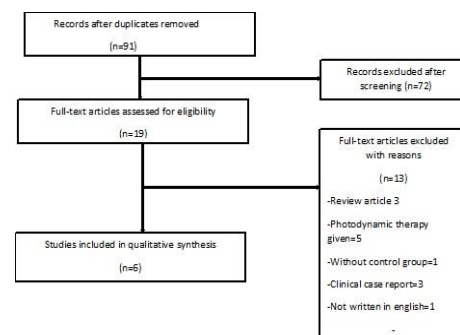 Records after duplicates removed
(n=91)
Records excluded after
screening (n=72)
Full-text articles assessed for eligibility
(n=19)
Full-text articles excluded
with reasons
(n=13)
-Review article 3
-Photodynamic therapy
given=5
-Without control group=1
-Clinical case report=3
-Not written in english=1
-
Studies included in qualitative synthesis
(n=6)